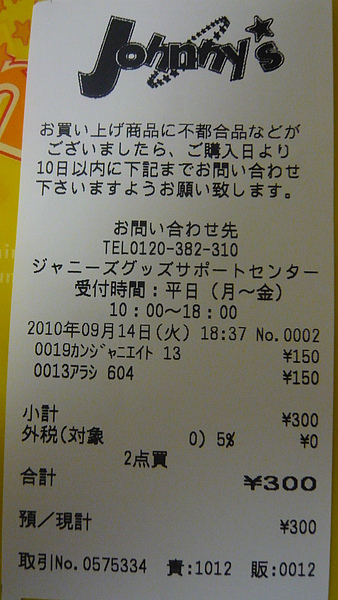 Johnny's
お買い上げ商品に不都合品などが
ございましたら、ご購入日より
10日以内に下記までお問い合わせ
下さいますようお願い致します。
お問い合わせ先
TEL0120-382-310
ジャニーズグッズサポートセンター
受付時間：平日（月～金）
10：00～18：00
2010年09月14日(火) 18:37 No.0002
0019ｶﾝｼﾞｬﾆｴｲﾄ 13 ¥150
0013ｱﾗｼ 604 ¥150
小計 ¥300
外税(対象 0) 5% ¥0
2点買
合計 ¥300
預／現計 ¥300
取引No.0575334 責:1012 販:0012